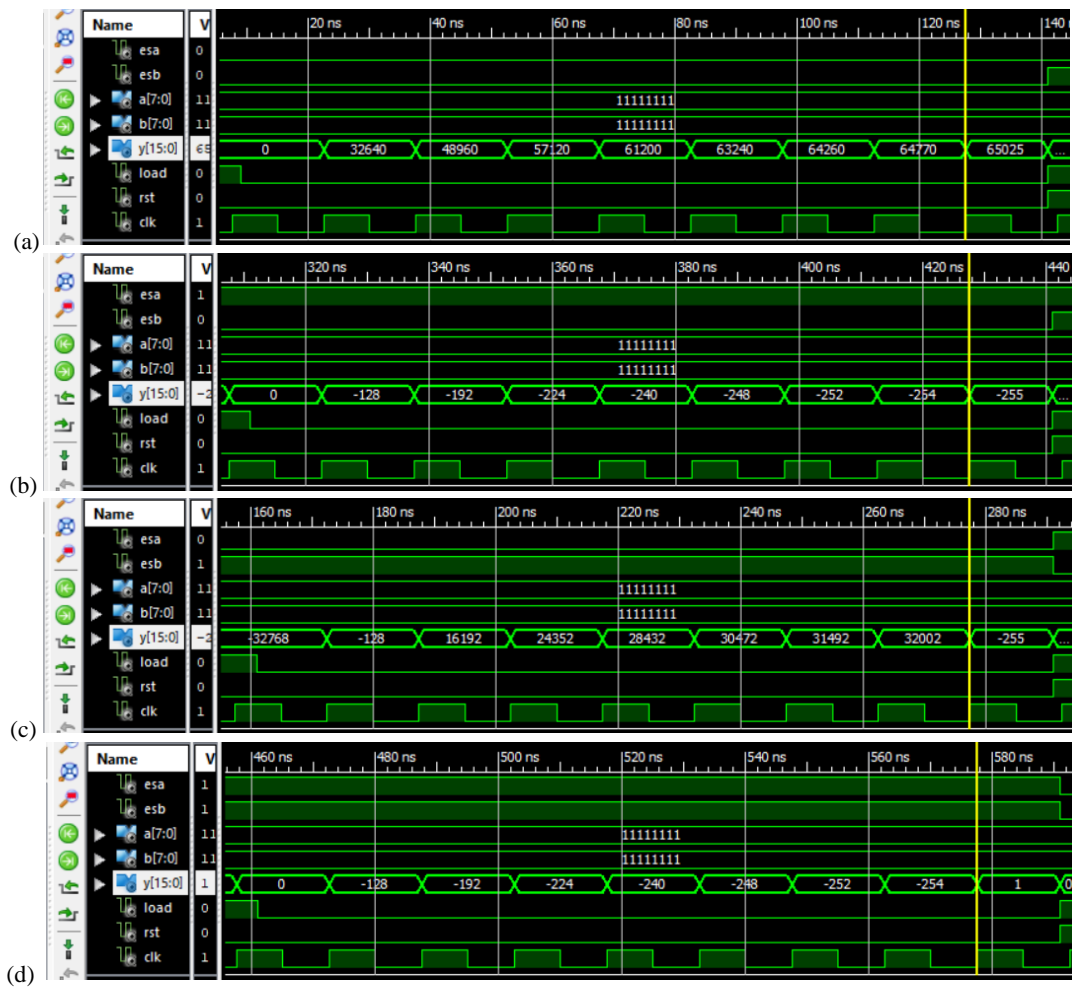 Name V 20 ns 40 ns 60 ns 80 ns 100 ns 120 ns 140
esa 0
esb 0
a[7:0] 11 11111111
b[7:0] 11 11111111
y[15:0] 65 0 32640 48960 57120 61200 63240 64260 64770 65025 ...
load 0
rst 0
clk 1
(a)
Name V 320 ns 340 ns 360 ns 380 ns 400 ns 420 ns 440
esa 1
esb 0
a[7:0] 11 11111111
b[7:0] 11 11111111
y[15:0] -2 0 -128 -192 -224 -240 -248 -252 -254 -255 ...
load 0
rst 0
clk 1
(b)
Name V 160 ns 180 ns 200 ns 220 ns 240 ns 260 ns 280 ns
esa 0
esb 1
a[7:0] 11 11111111
b[7:0] 11 11111111
y[15:0] -2 -32768 -128 16192 24352 28432 30472 31492 32002 -255 ...
load 0
rst 0
clk 1
(c)
Name V 460 ns 480 ns 500 ns 520 ns 540 ns 560 ns 580 ns
esa 1
esb 1
a[7:0] 11 11111111
b[7:0] 11 11111111
y[15:0] 1 0 -128 -192 -224 -240 -248 -252 -254 1 0
load 0
rst 0
clk 1
(d)